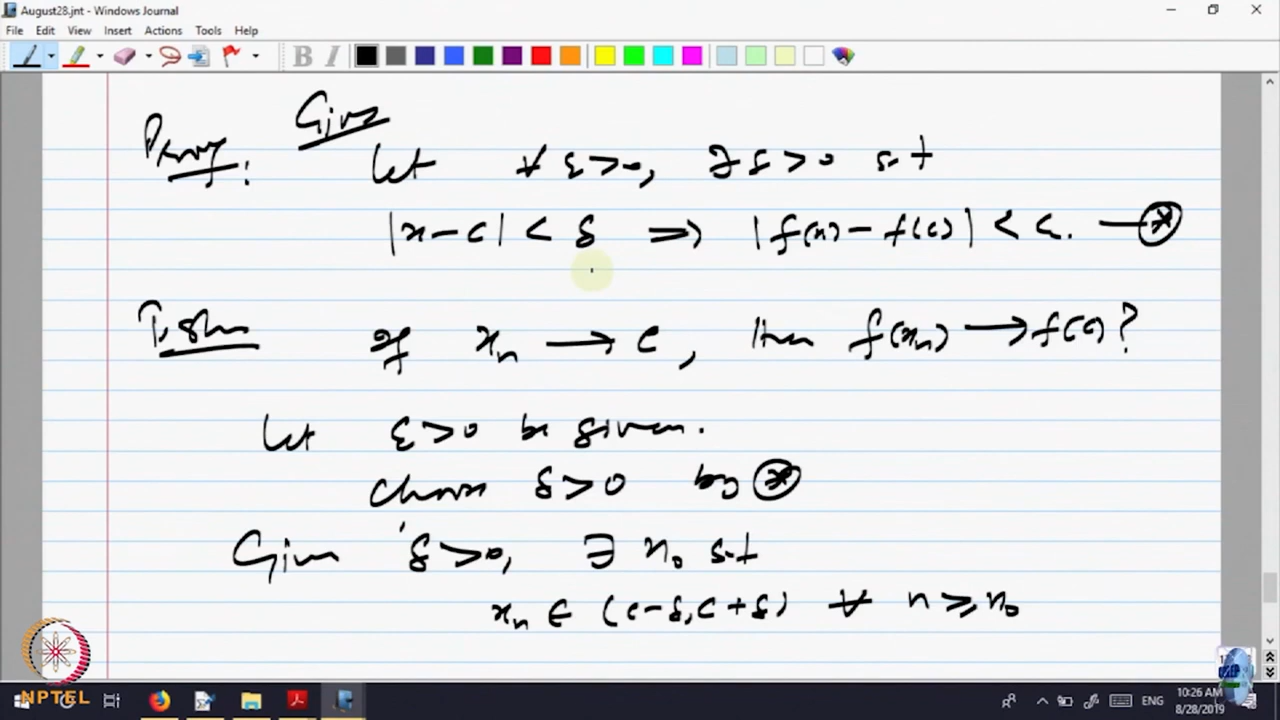 August28.jnt - Windows Journal
File Edit View Insert Actions Tools Help
B I
Given
Proof:
Let ∀ ε>0, ∃ δ>0 s.t
|x-c| < δ ⇒ |f(x) - f(c)| < ε. — ⊛
T. Show If xn → c, then f(xn) → f(c)?
Let ε>0 be given.
Choose δ>0 by ⊛
Given δ>0, ∃ n₀ s.t
xn ∈ (c-δ, c+δ) ∀ n ≥ n₀
NPTEL
ENG
10:26 AM
8/28/2019